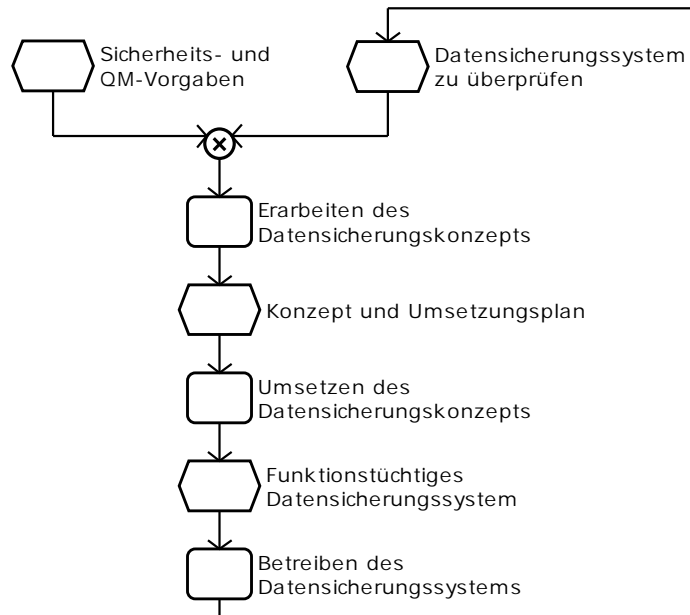 Sicherheits- und
QM-Vorgaben
Datensicherungssystem
zu überprüfen
Erarbeiten des
Datensicherungskonzepts
Konzept und Umsetzungsplan
Umsetzen des
Datensicherungskonzepts
Funktionstüchtiges
Datensicherungssystem
Betreiben des
Datensicherungssystems